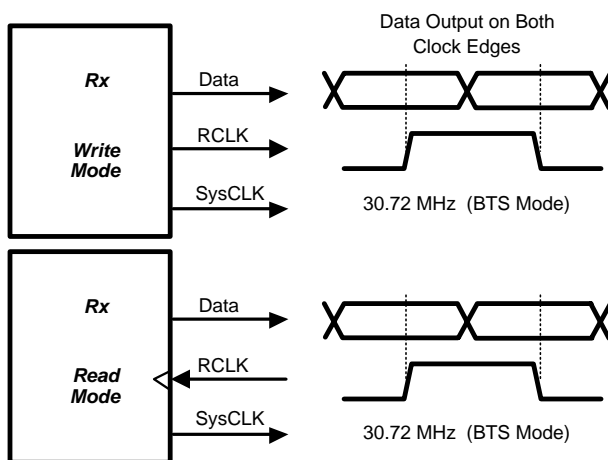 Data Output on Both
Clock Edges
Rx
Data
Write
Mode
RCLK
SysCLK
30.72 MHz (BTS Mode)
Rx
Data
Read
Mode
RCLK
SysCLK
30.72 MHz (BTS Mode)